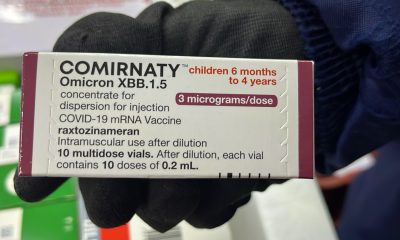 COMIRNATY™ children 6 months
to 4 years
Omicron XBB.1.5
3 micrograms/dose
concentrate for
dispersion for injection
COVID-19 mRNA Vaccine
raxtozinameran
Intramuscular use after dilution
10 multidose vials. After dilution, each vial
contains 10 doses of 0.2 mL.